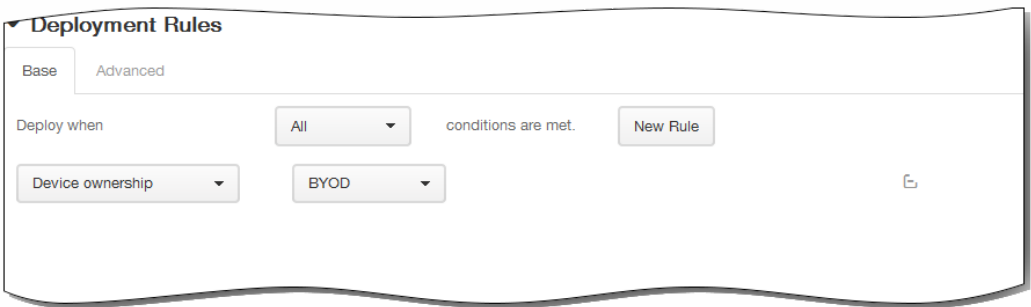 Deployment Rules
Base Advanced
Deploy when All conditions are met. New Rule
Device ownership BYOD